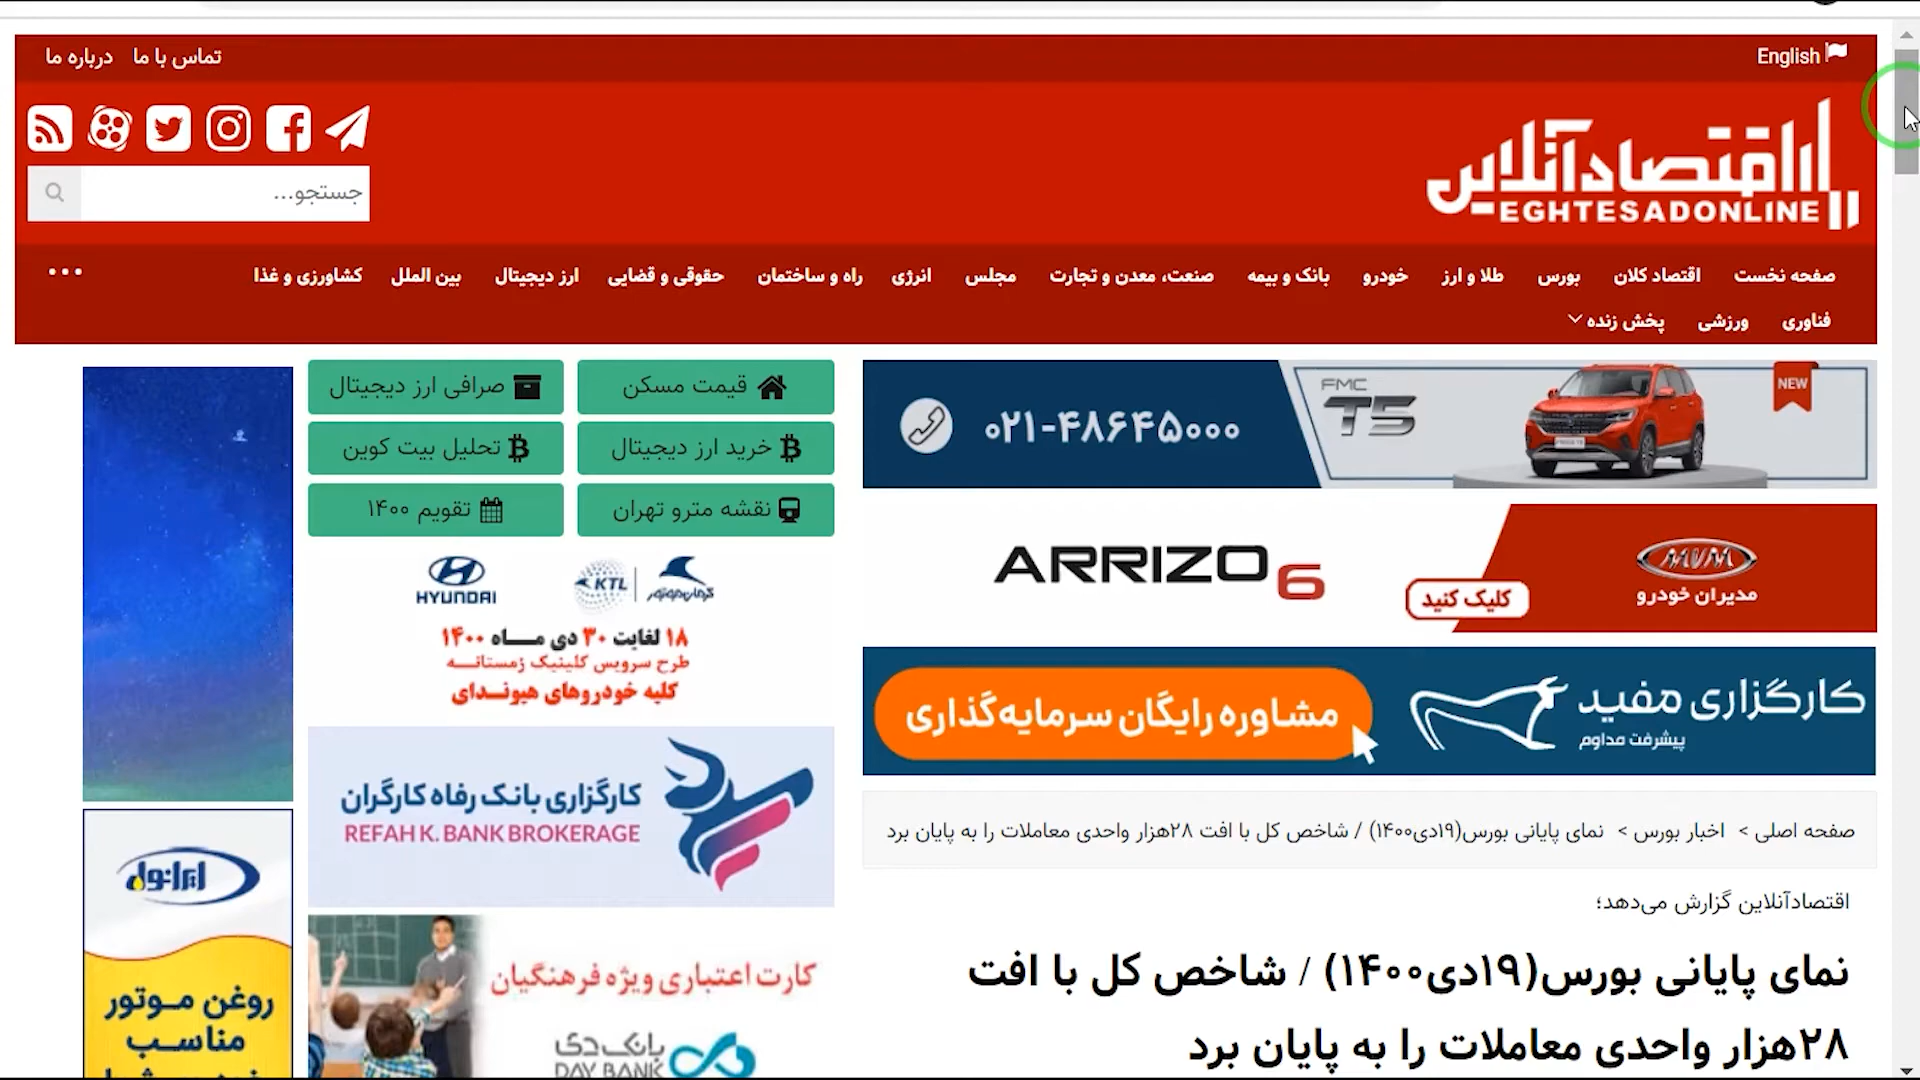 English
تماس با ما
درباره ما
اقتصادآنلاین
EGHTESADONLINE
جستجو...
صفحه نخست
اقتصاد کلان
بورس
طلا و ارز
خودرو
بانک و بیمه
صنعت، معدن و تجارت
مجلس
انرژی
راه و ساختمان
حقوقی و قضایی
ارز دیجیتال
بین الملل
کشاورزی و غذا
فناوری
ورزشی
پخش زنده
NEW
FMC
T5
۰۲۱-۴۸۶۴۵۰۰۰
MVM
مدیران خودرو
کلیک کنید
ARRIZO 6
کارگزاری مفید
پیشرفت مداوم
مشاوره رایگان سرمایه‌گذاری
صفحه اصلی > اخبار بورس > نمای پایانی بورس(۱۹دی۱۴۰۰) / شاخص کل با افت ۲۸هزار واحدی معاملات را به پایان برد
اقتصادآنلاین گزارش می‌دهد؛
نمای پایانی بورس(۱۹دی۱۴۰۰) / شاخص کل با افت
۲۸هزار واحدی معاملات را به پایان برد
قیمت مسکن
صرافی ارز دیجیتال
خرید ارز دیجیتال
تحلیل بیت کوین
نقشه مترو تهران
تقویم ۱۴۰۰
کرمان‌موتور
KTL
HYUNDAI
۱۸ لغایت ۳۰ دی مـاه ۱۴۰۰
طرح سرویس کلینیک زمستانـه
کلیه خودروهای هیونـدای
کارگزاری بانک رفاه کارگران
REFAH K. BANK BROKERAGE
کارت اعتباری ویژه فرهنگیان
بانک دی
DAY BANK
ایرانول
روغن موتور
مناسب